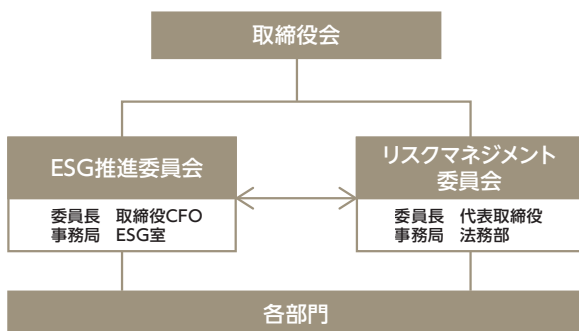 取締役会
ESG推進委員会
委員長 取締役CFO
事務局 ESG室
リスクマネジメント
委員会
委員長 代表取締役
事務局 法務部
各部門